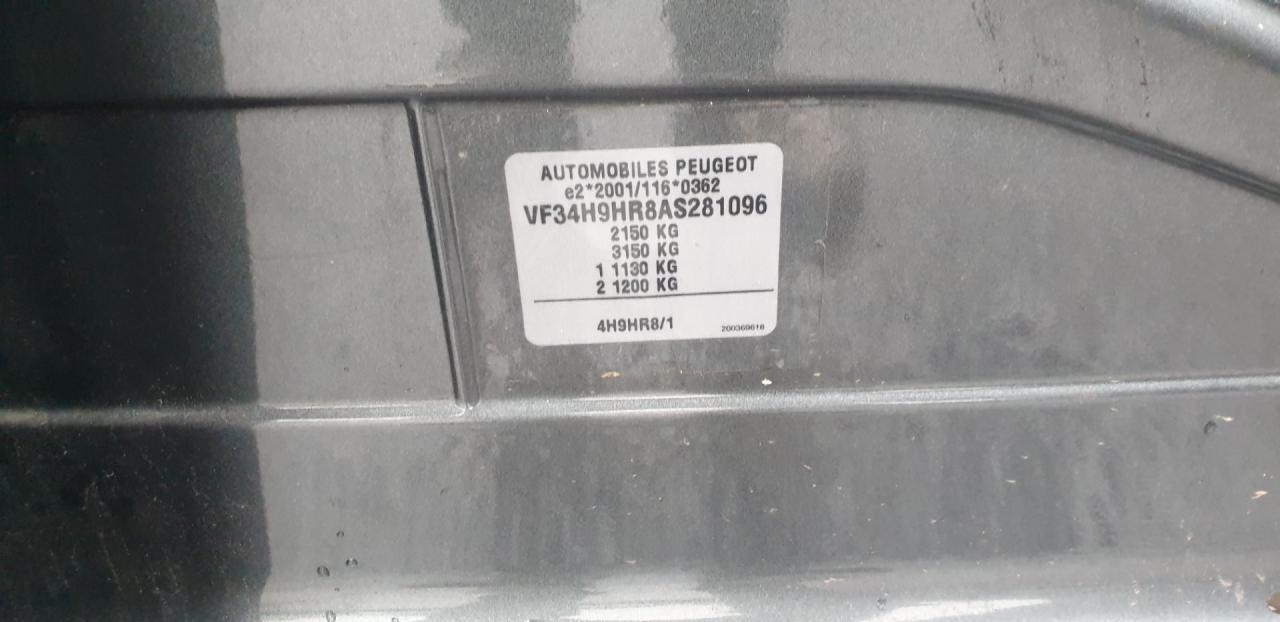 AUTOMOBILES PEUGEOT
e2*2001/116*0362
VF34H9HR8AS281096
2150 KG
3150 KG
1 1130 KG
2 1200 KG
4H9HR8/1
200369618